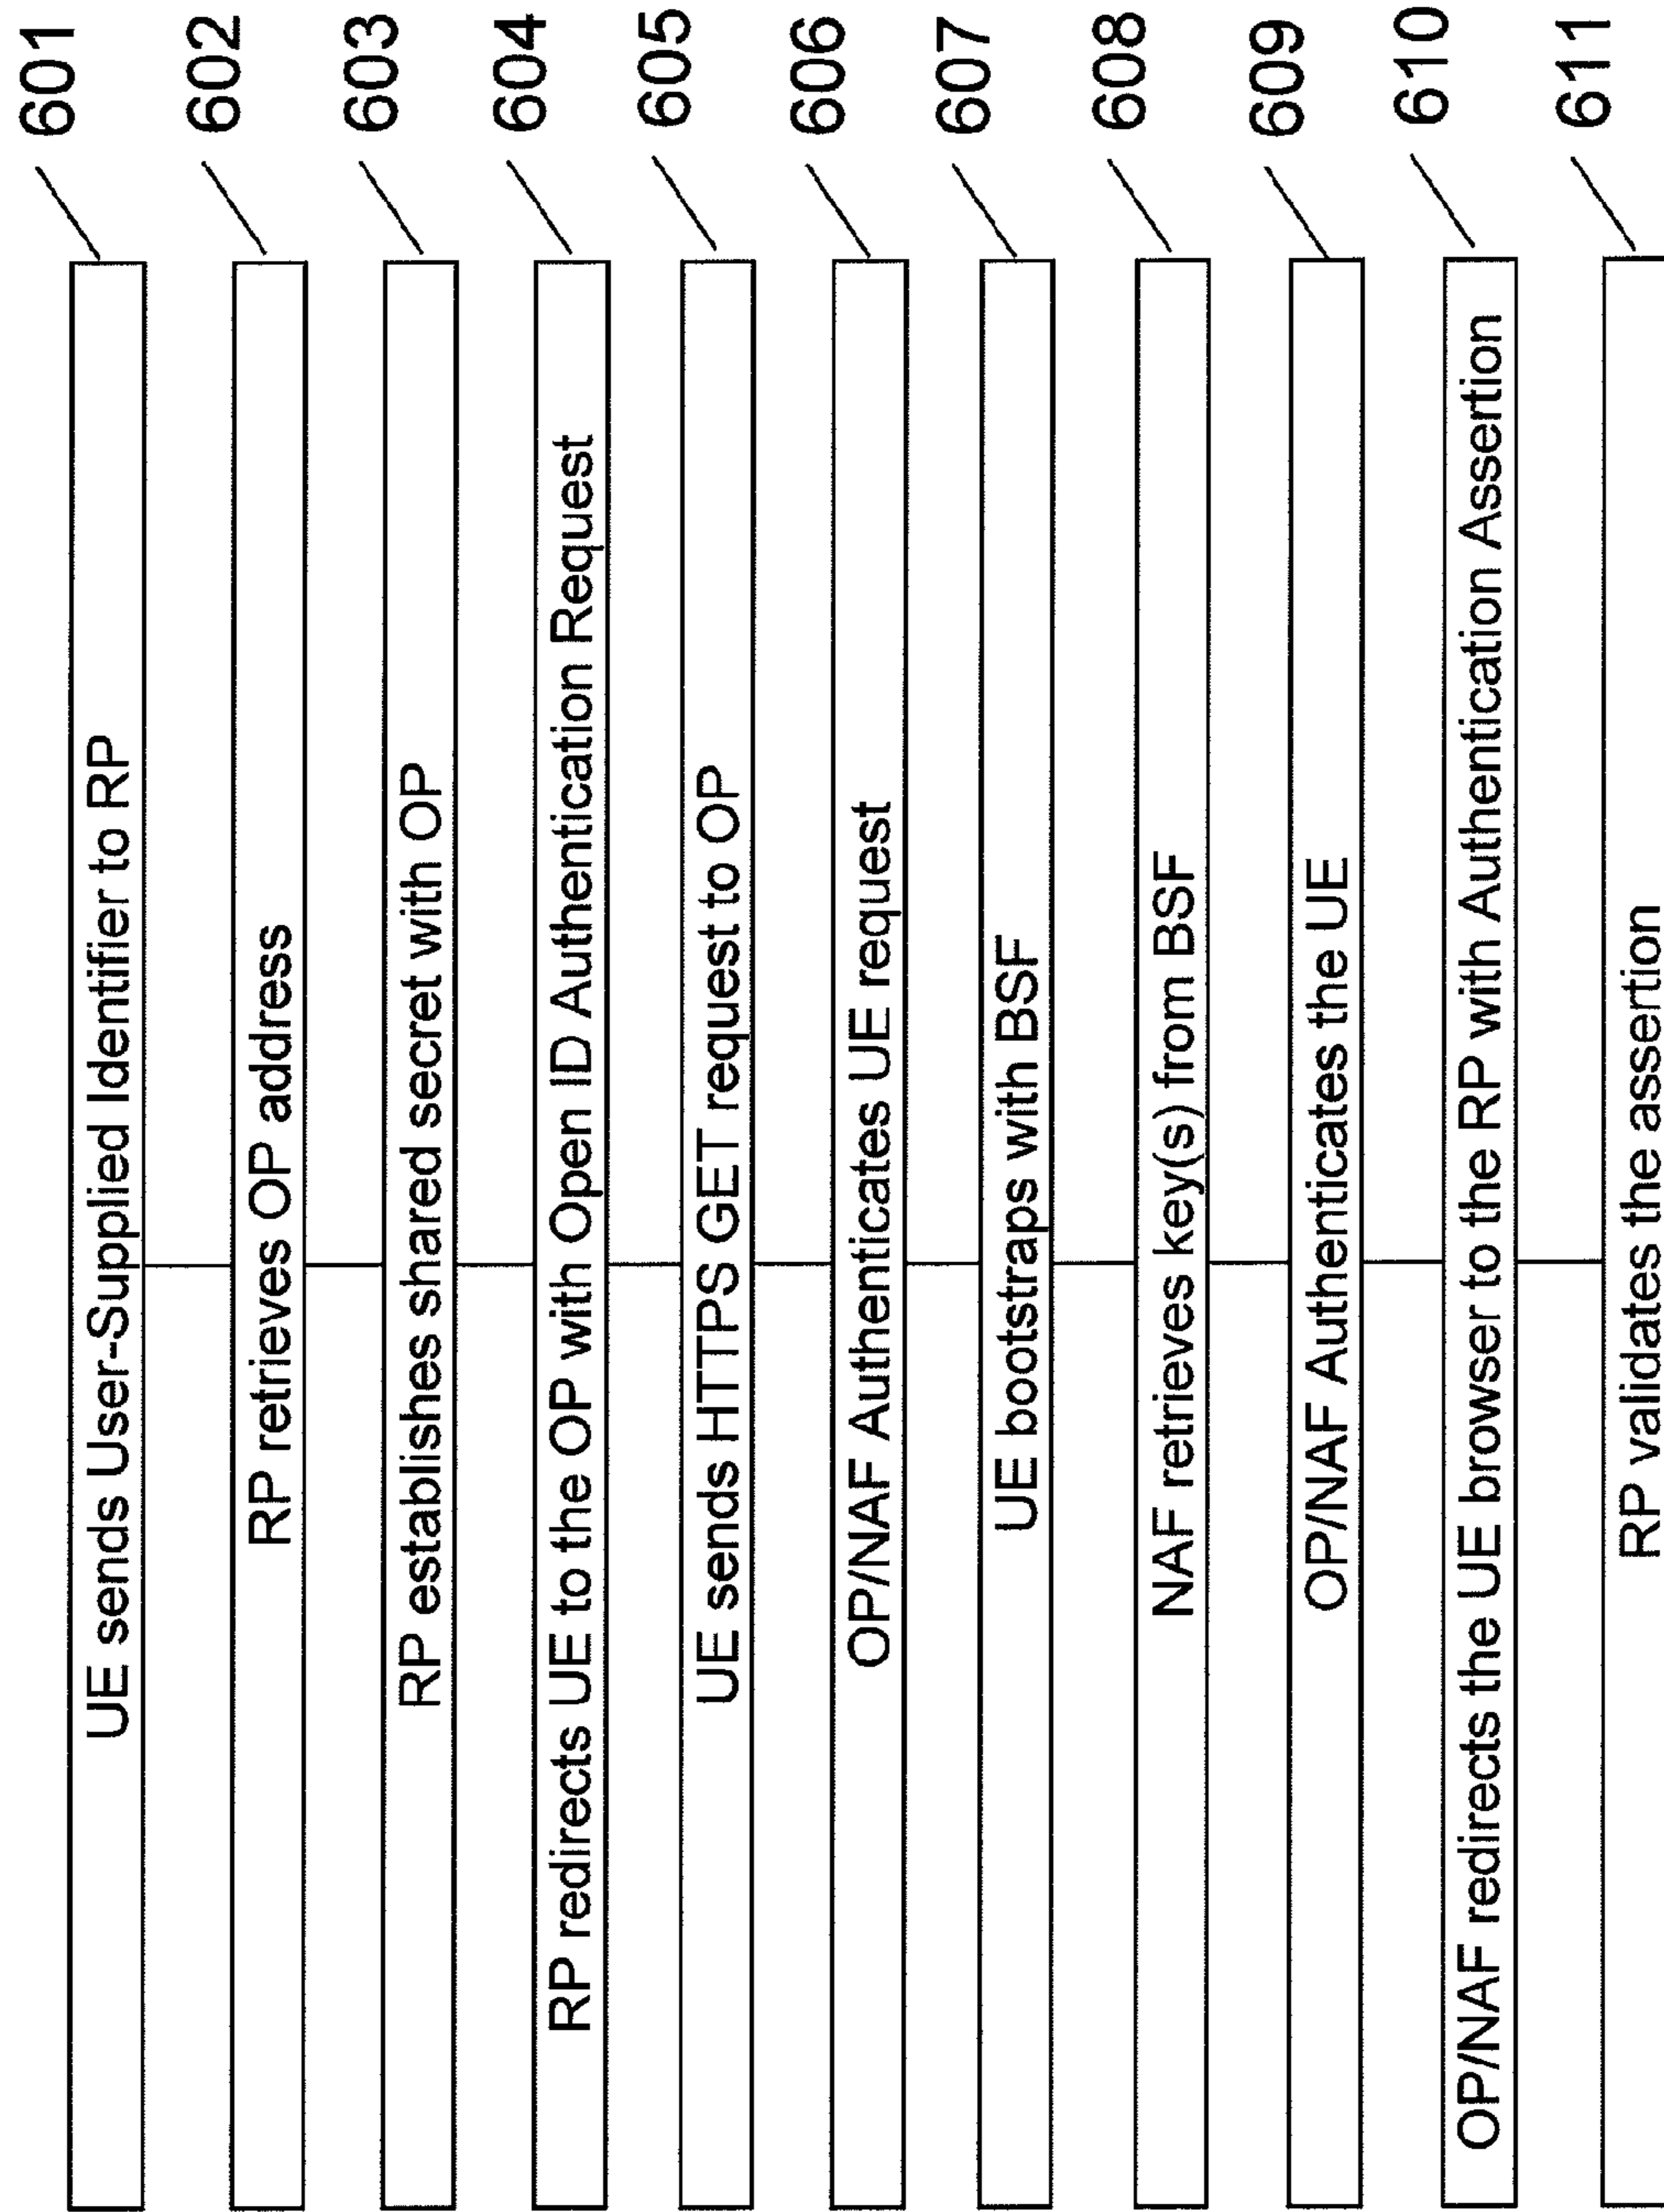 UE sends User-Supplied Identifier to RP 601
RP retrieves OP address 602
RP establishes shared secret with OP 603
RP redirects UE to the OP with Open ID Authentication Request 604
UE sends HTTPS GET request to OP 605
OP/NAF Authenticates UE request 606
UE bootstraps with BSF 607
NAF retrieves key(s) from BSF 608
OP/NAF Authenticates the UE 609
OP/NAF redirects the UE browser to the RP with Authentication Assertion 610
RP validates the assertion 611